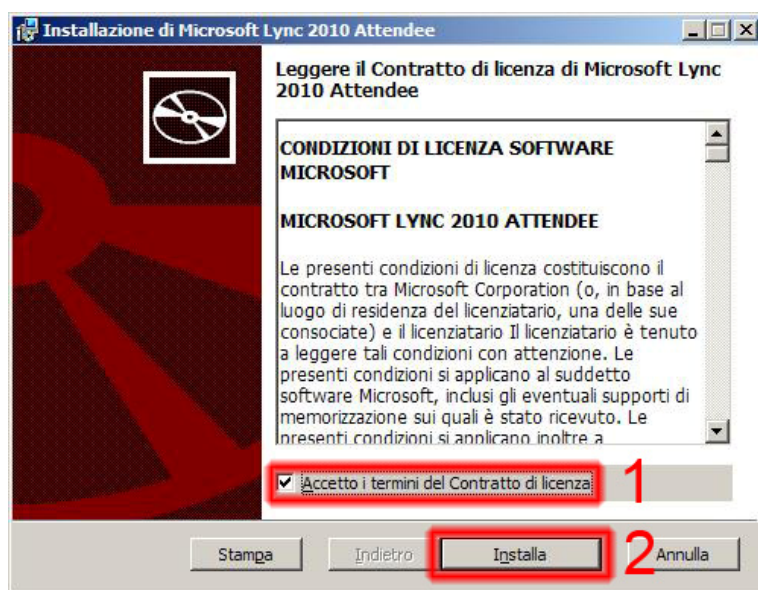 Installazione di Microsoft Lync 2010 Attendee
Leggere il Contratto di licenza di Microsoft Lync
2010 Attendee
CONDIZIONI DI LICENZA SOFTWARE
MICROSOFT
MICROSOFT LYNC 2010 ATTENDEE
Le presenti condizioni di licenza costituiscono il
contratto tra Microsoft Corporation (o, in base al
luogo di residenza del licenziatario, una delle sue
consociate) e il licenziatario Il licenziatario è tenuto
a leggere tali condizioni con attenzione. Le
presenti condizioni si applicano al suddetto
software Microsoft, inclusi gli eventuali supporti di
memorizzazione sui quali è stato ricevuto. Le
presenti condizioni si applicano inoltre a
Accetto i termini del Contratto di licenza 1
Stampa Indietro Installa 2 Annulla